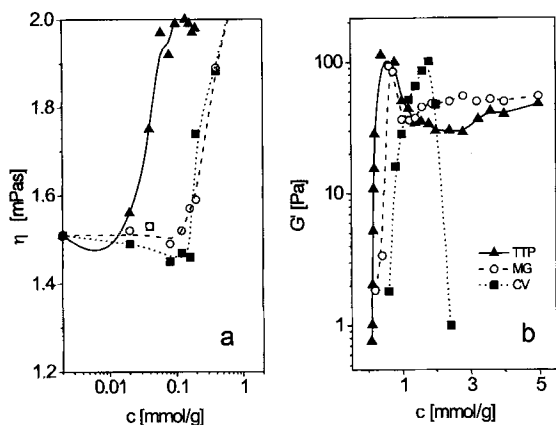 2.0
1.8
1.6
1.4
1.2
η [mPas]
0.01
0.1
1
c [mmol/g]
a
100
10
1
G' [Pa]
1
3
5
c [mmol/g]
TTP
MG
CV
b